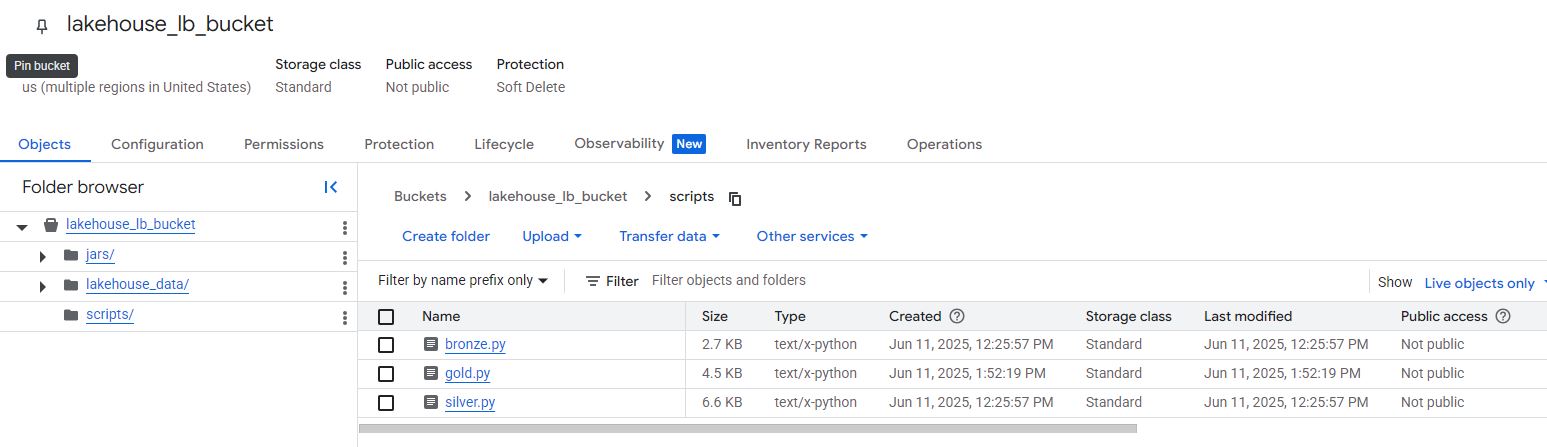 lakehouse_lb_bucket
Pin bucket
Storage class Public access Protection
us (multiple regions in United States) Standard Not public Soft Delete
Objects Configuration Permissions Protection Lifecycle Observability New Inventory Reports Operations
Folder browser
lakehouse_lb_bucket
jars/
lakehouse_data/
scripts/
Buckets lakehouse_lb_bucket scripts
Create folder Upload Transfer data Other services
Filter by name prefix only Filter Filter objects and folders Show Live objects only
Name Size Type Created Storage class Last modified Public access
bronze.py 2.7 KB text/x-python Jun 11, 2025, 12:25:57 PM Standard Jun 11, 2025, 12:25:57 PM Not public
gold.py 4.5 KB text/x-python Jun 11, 2025, 1:52:19 PM Standard Jun 11, 2025, 1:52:19 PM Not public
silver.py 6.6 KB text/x-python Jun 11, 2025, 12:25:57 PM Standard Jun 11, 2025, 12:25:57 PM Not public